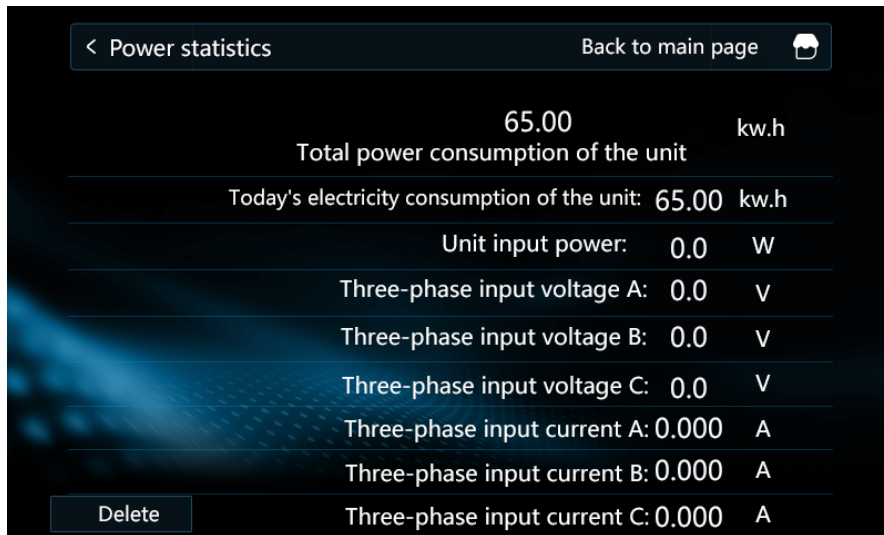 < Power statistics Back to main page
65.00 kw.h
Total power consumption of the unit
Today's electricity consumption of the unit: 65.00 kw.h
Unit input power: 0.0 W
Three-phase input voltage A: 0.0 V
Three-phase input voltage B: 0.0 V
Three-phase input voltage C: 0.0 V
Three-phase input current A: 0.000 A
Three-phase input current B: 0.000 A
Delete Three-phase input current C: 0.000 A